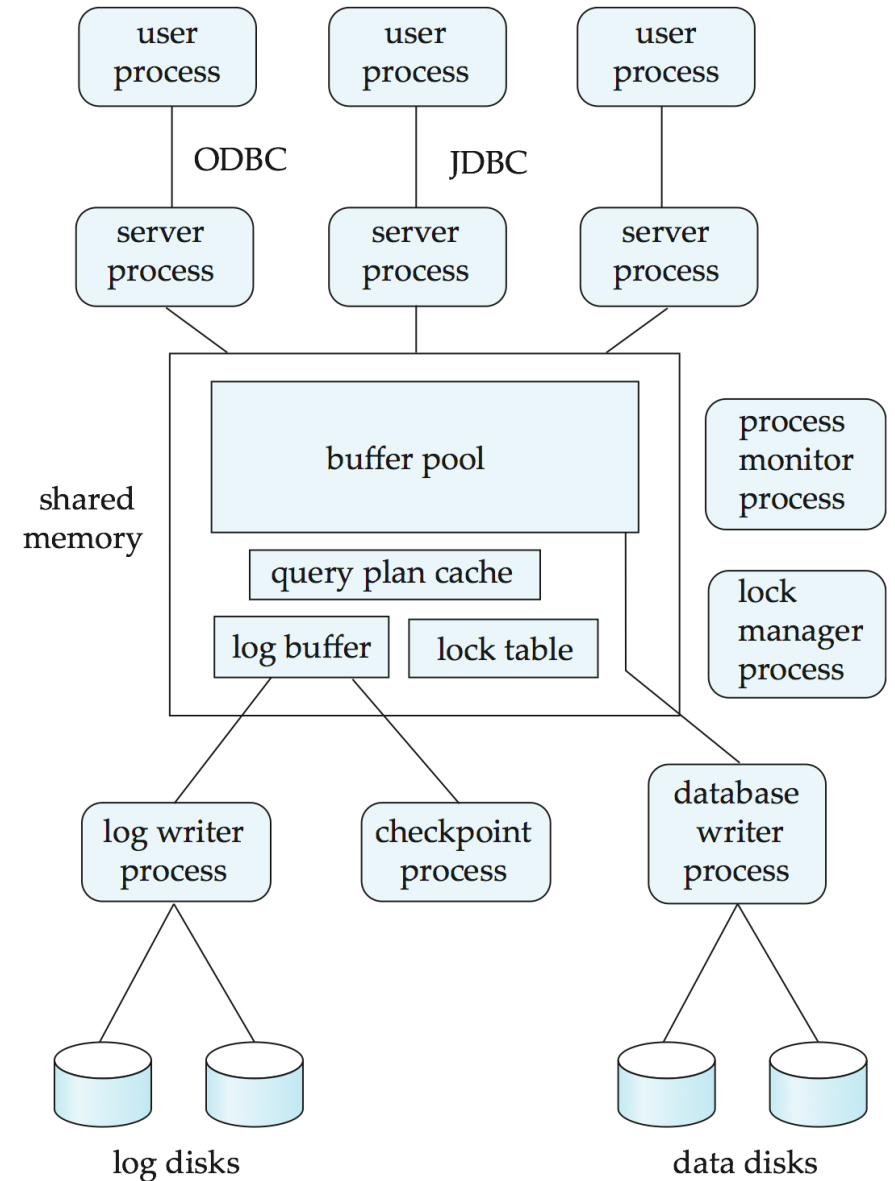 user
process
user
process
user
process
ODBC
JDBC
server
process
server
process
server
process
shared
memory
buffer pool
query plan cache
log buffer
lock table
process
monitor
process
lock
manager
process
log writer
process
checkpoint
process
database
writer
process
log disks
data disks